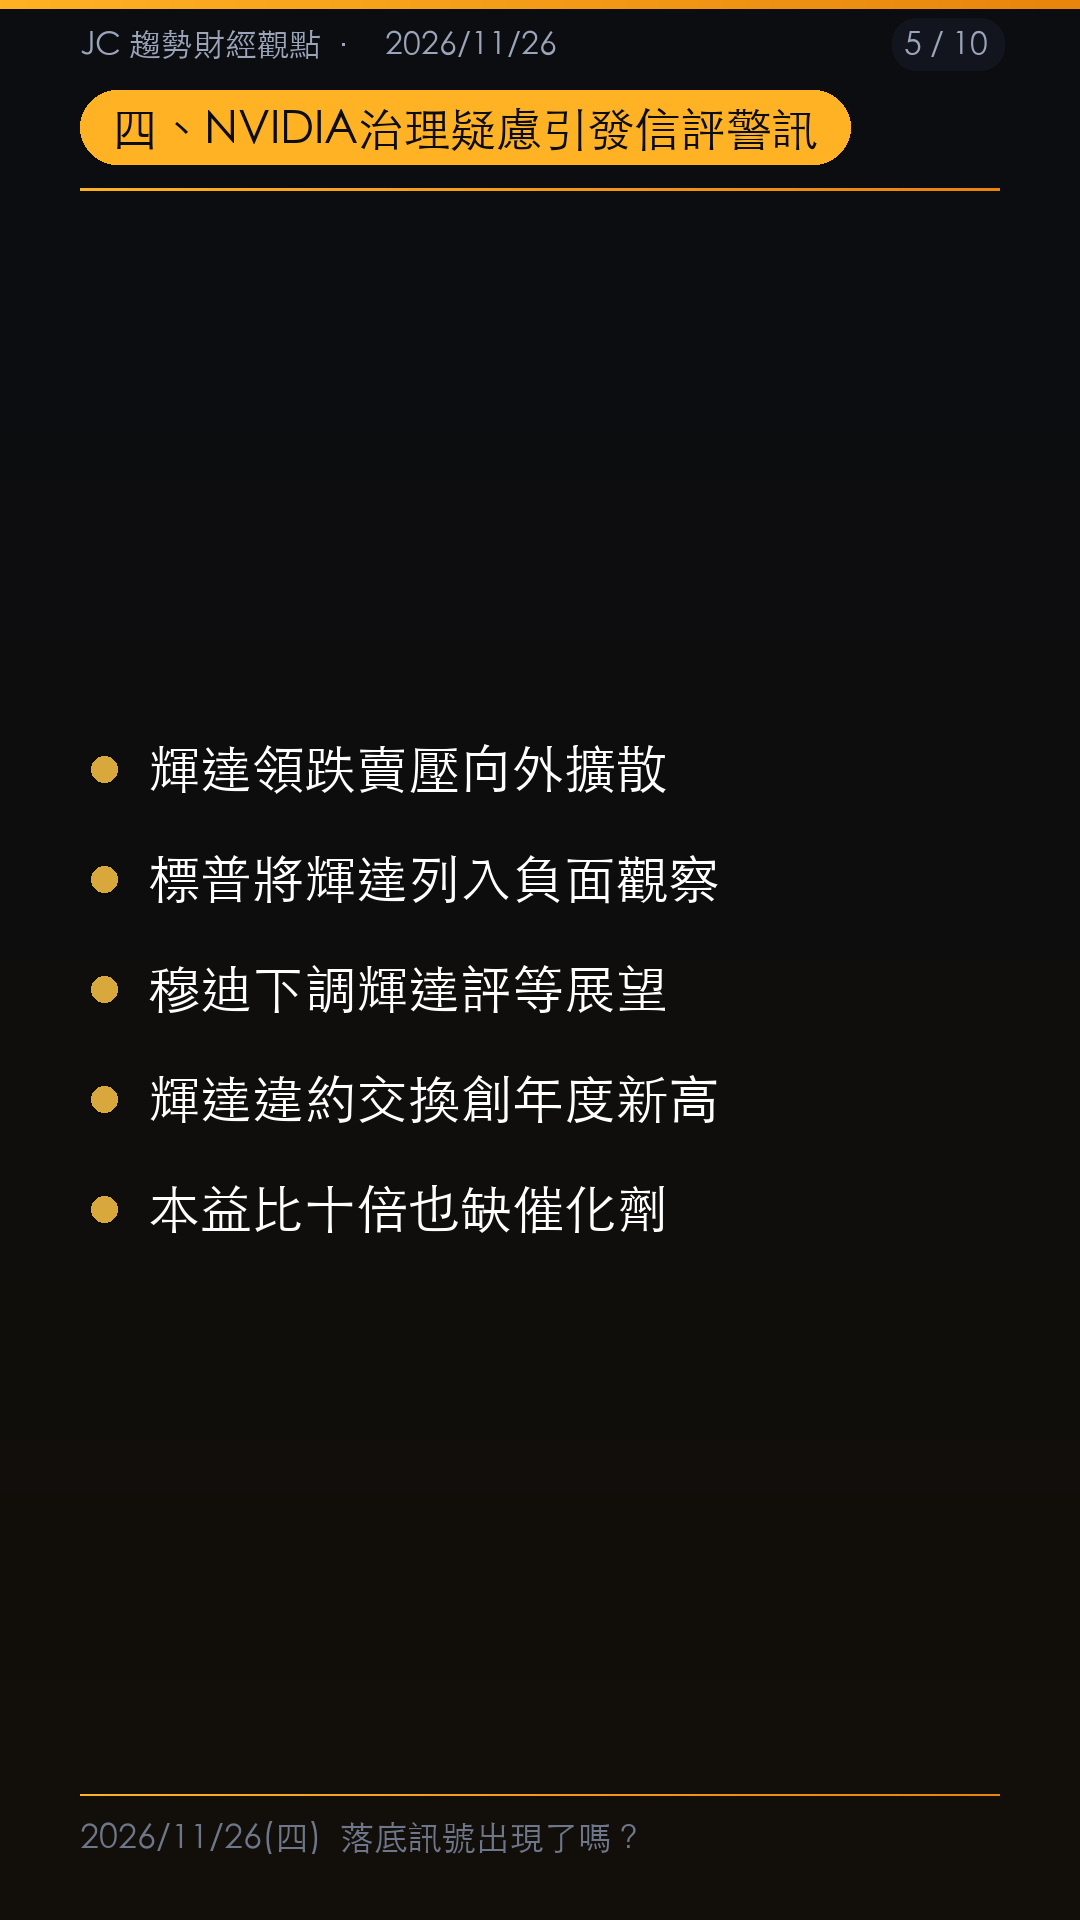 JC 趨勢財經觀點 · 2026/11/26
5 / 10
四、NVIDIA治理疑慮引發信評警訊
輝達領跌賣壓向外擴散
標普將輝達列入負面觀察
穆迪下調輝達評等展望
輝達違約交換創年度新高
本益比十倍也缺催化劑
2026/11/26(四) 落底訊號出現了嗎？